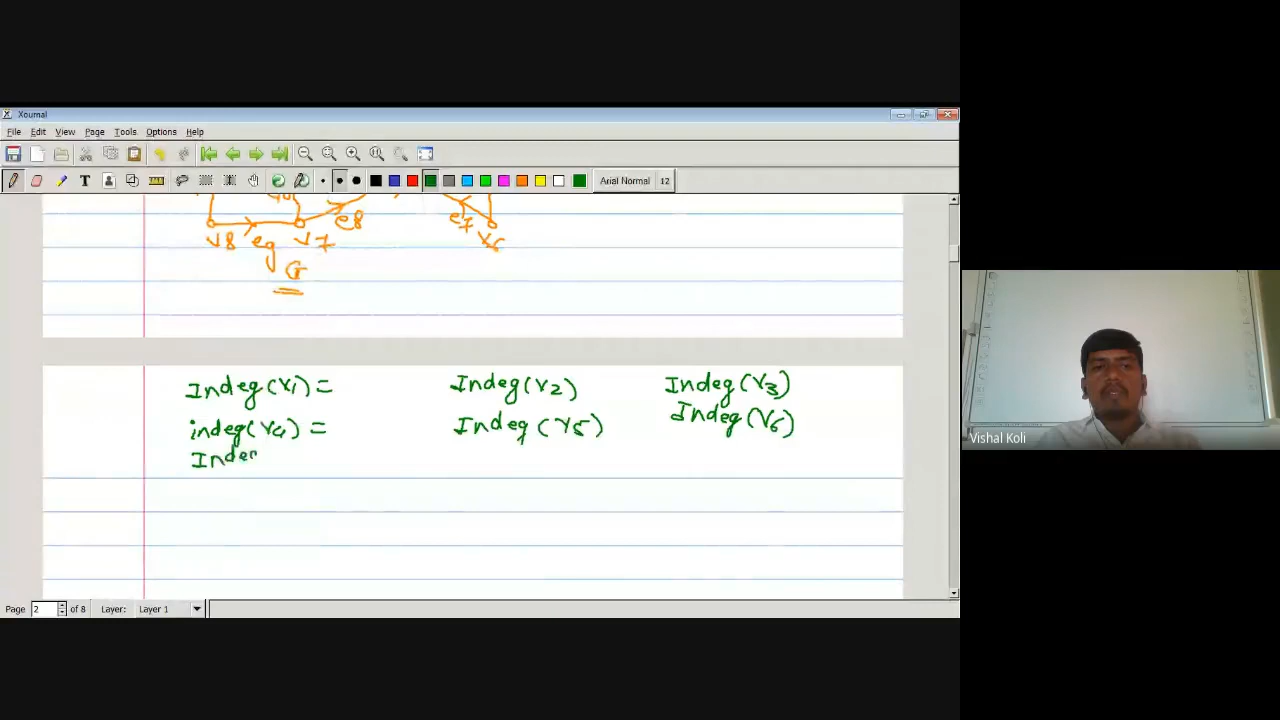 Xournal
File Edit View Page Tools Options Help
Arial Normal 12
e8
e7
v8 e9 v7 v6
G
Indeg(v1) = Indeg(v2) Indeg(v3)
indeg(v4) = Indeg(v5) Indeg(v6)
Inde
Page 2 of 8 Layer: Layer 1
Vishal Koli